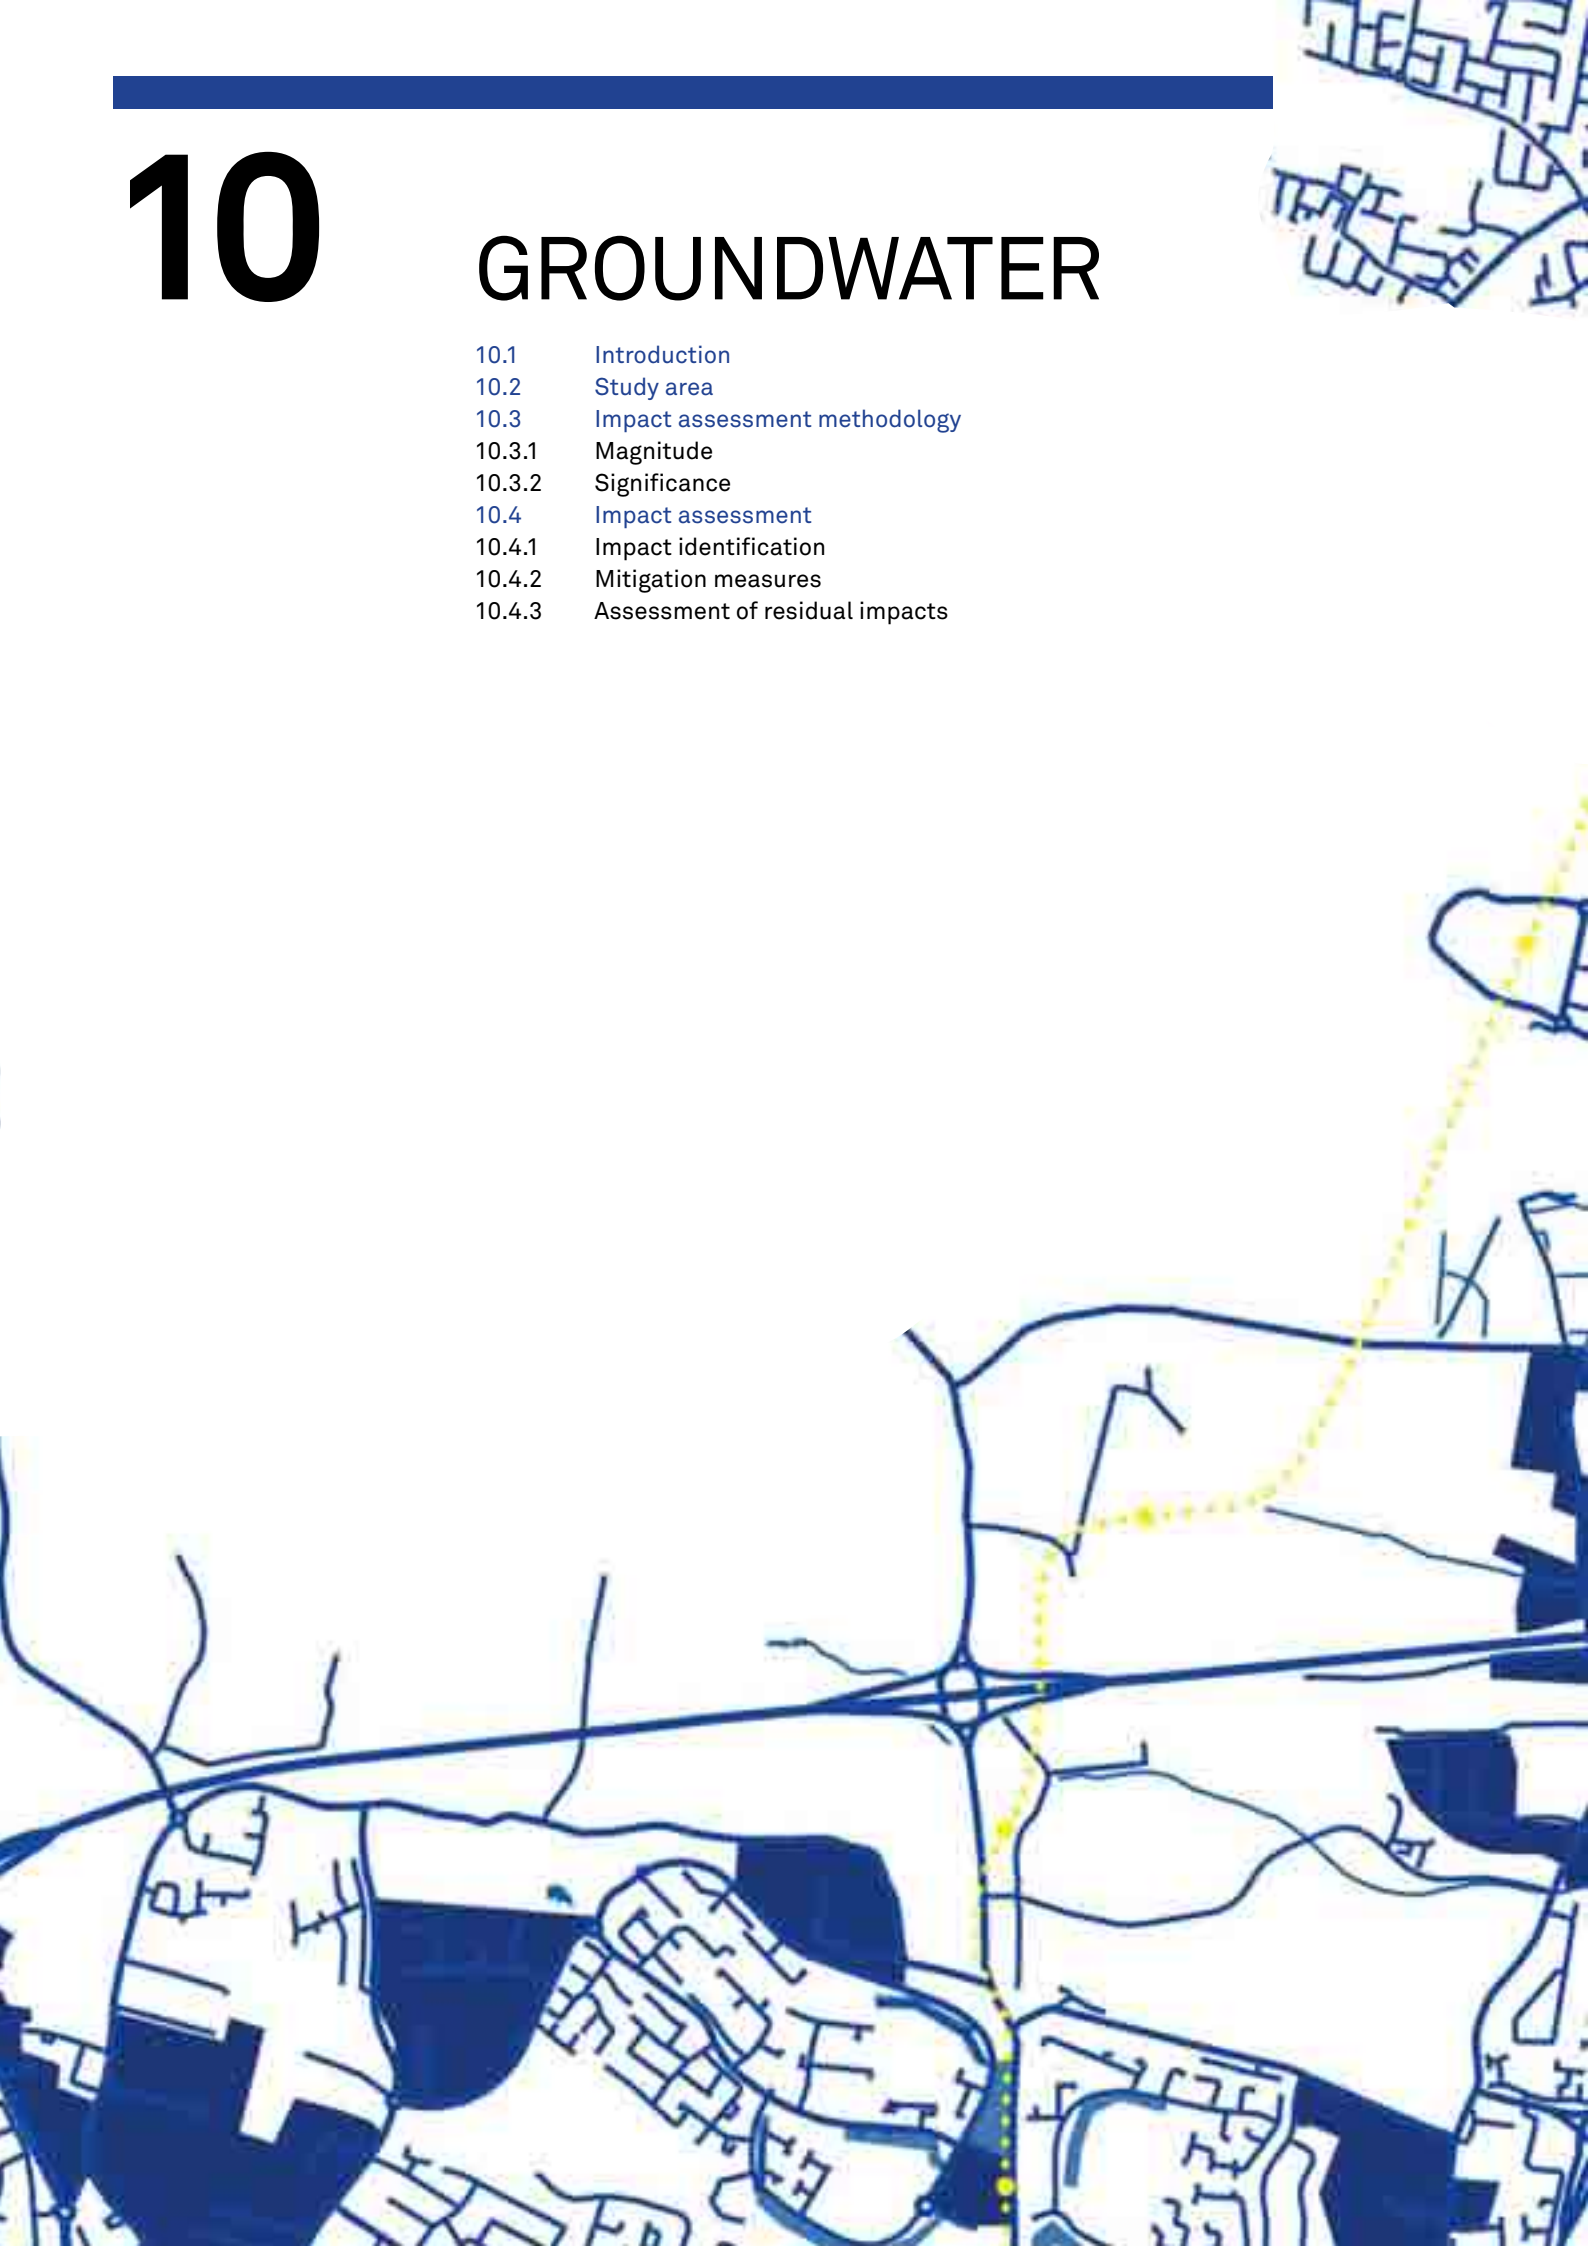 10
GROUNDWATER
10.1 Introduction
10.2 Study area
10.3 Impact assessment methodology
10.3.1 Magnitude
10.3.2 Significance
10.4 Impact assessment
10.4.1 Impact identification
10.4.2 Mitigation measures
10.4.3 Assessment of residual impacts